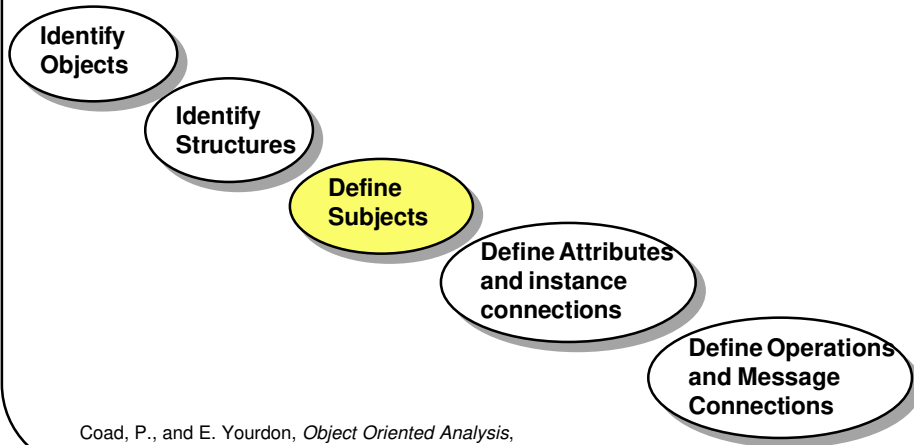 Identify
Objects
Identify
Structures
Define
Subjects
Define Attributes
and instance
connections
Define Operations
and Message
Connections
Coad, P., and E. Yourdon, Object Oriented Analysis,